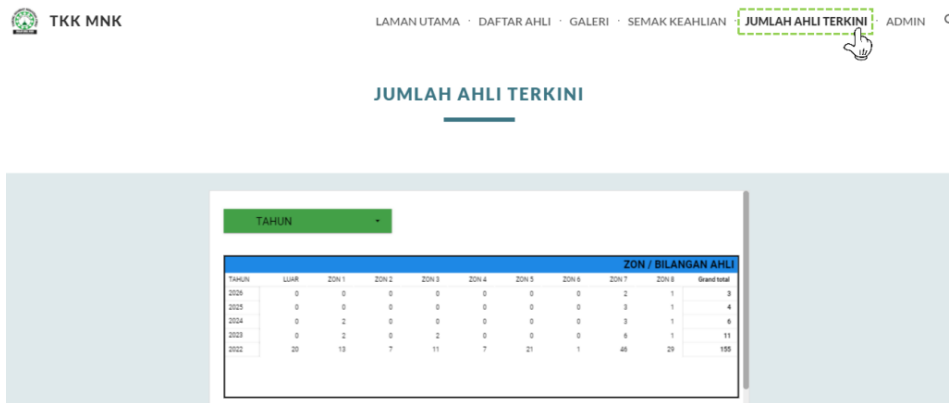 TKK MNK
LAMAN UTAMA · DAFTAR AHLI · GALERI · SEMAK KEAHLIAN · JUMLAH AHLI TERKINI · ADMIN
JUMLAH AHLI TERKINI
TAHUN
ZON / BILANGAN AHLI
TAHUN LUAR ZON 1 ZON 2 ZON 3 ZON 4 ZON 5 ZON 6 ZON 7 ZON 8 Grand total
2026 0 0 0 0 0 0 0 2 1 3
2025 0 0 0 0 0 0 0 3 1 4
2024 0 2 0 0 0 0 0 3 1 6
2023 0 2 0 2 0 0 0 6 1 11
2022 20 13 7 11 7 21 1 46 29 155